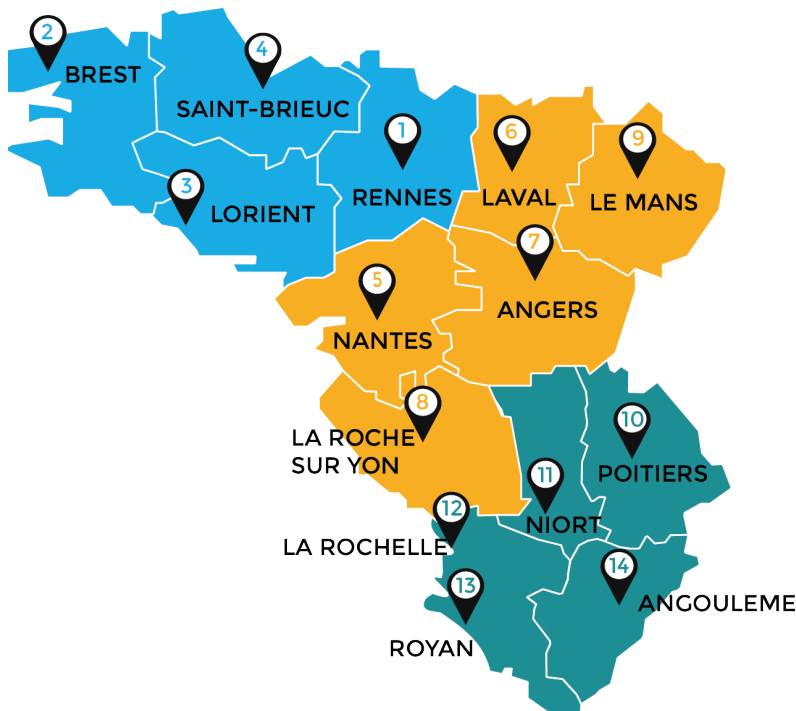 2
BREST
4
SAINT-BRIEUC
1
RENNES
3
LORIENT
6
LAVAL
9
LE MANS
7
ANGERS
5
NANTES
8
LA ROCHE
SUR YON
10
POITIERS
11
NIORT
12
LA ROCHELLE
13
ROYAN
14
ANGOULEME